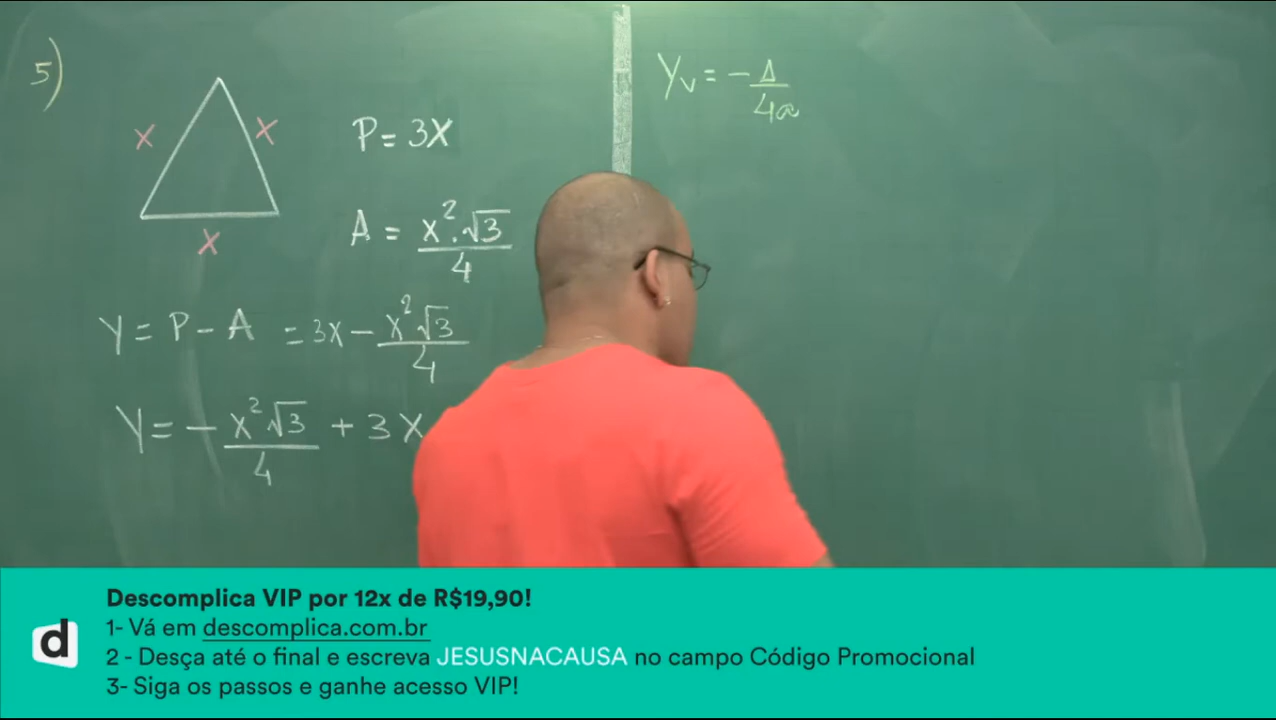 5)
x
x
x
P = 3x
A = x². √3 / 4
Y = P - A = 3x - x² √3 / 4
Y = - x² √3 / 4 + 3x
Yv = - Δ / 4a
d
Descomplica VIP por 12x de R$19,90!
1- Vá em descomplica.com.br
2 - Desça até o final e escreva JESUSNACAUSA no campo Código Promocional
3- Siga os passos e ganhe acesso VIP!